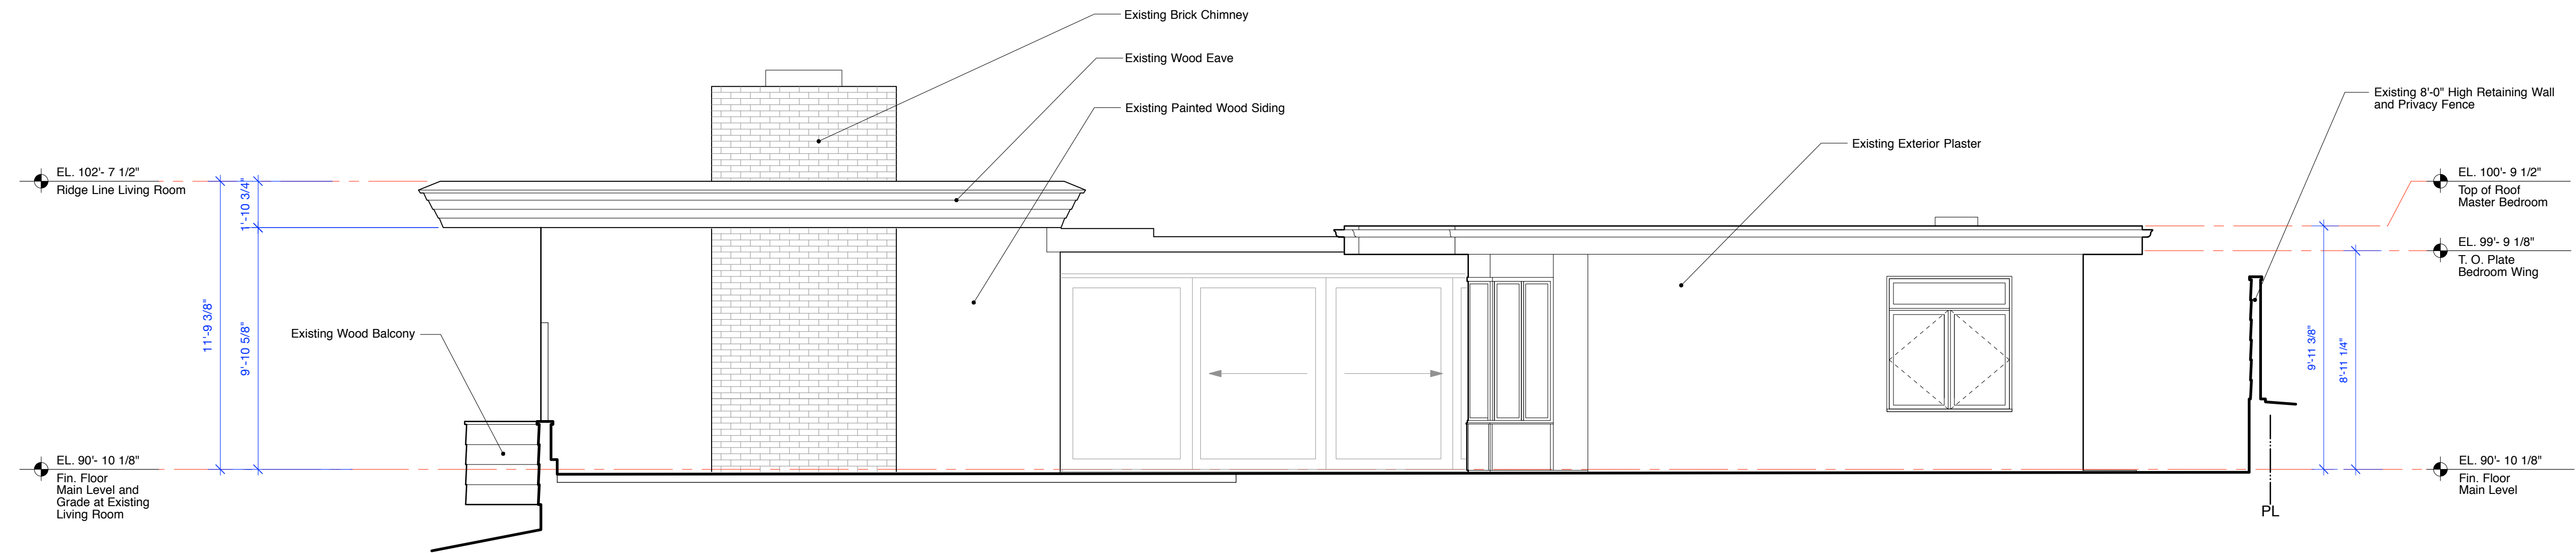 Existing Brick Chimney
Existing Wood Eave
Existing Painted Wood Siding
Existing 8'-0" High Retaining Wall
and Privacy Fence
Existing Exterior Plaster
EL. 102'- 7 1/2"
Ridge Line Living Room
1'-10 3/4"
11'-9 3/8"
9'-10 5/8"
Existing Wood Balcony
EL. 90'- 10 1/8"
Fin. Floor
Main Level and
Grade at Existing
Living Room
EL. 100'- 9 1/2"
Top of Roof
Master Bedroom
EL. 99'- 9 1/8"
T. O. Plate
Bedroom Wing
9'-11 3/8"
8'-11 1/4"
EL. 90'- 10 1/8"
Fin. Floor
Main Level
PL